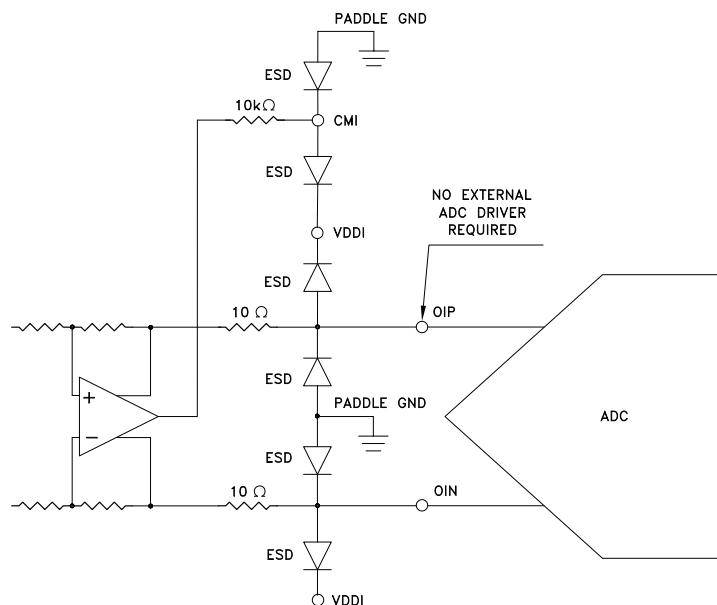 PADDLE GND
ESD
10kΩ
CMI
ESD
NO EXTERNAL
ADC DRIVER
REQUIRED
VDDI
ESD
10 Ω
OIP
ESD
+
PADDLE GND
ADC
−
ESD
10 Ω
OIN
ESD
VDDI